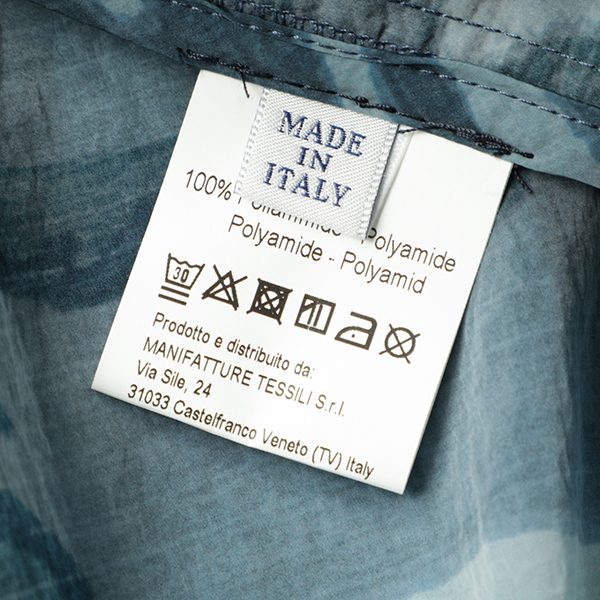 MADE
IN
ITALY
100% Poliammide - Polyamide
Polyamide - Polyamid
30
Prodotto e distribuito da:
MANIFATTURE TESSILI S.r.l.
Via Sile, 24
31033 Castelfranco Veneto (TV) Italy